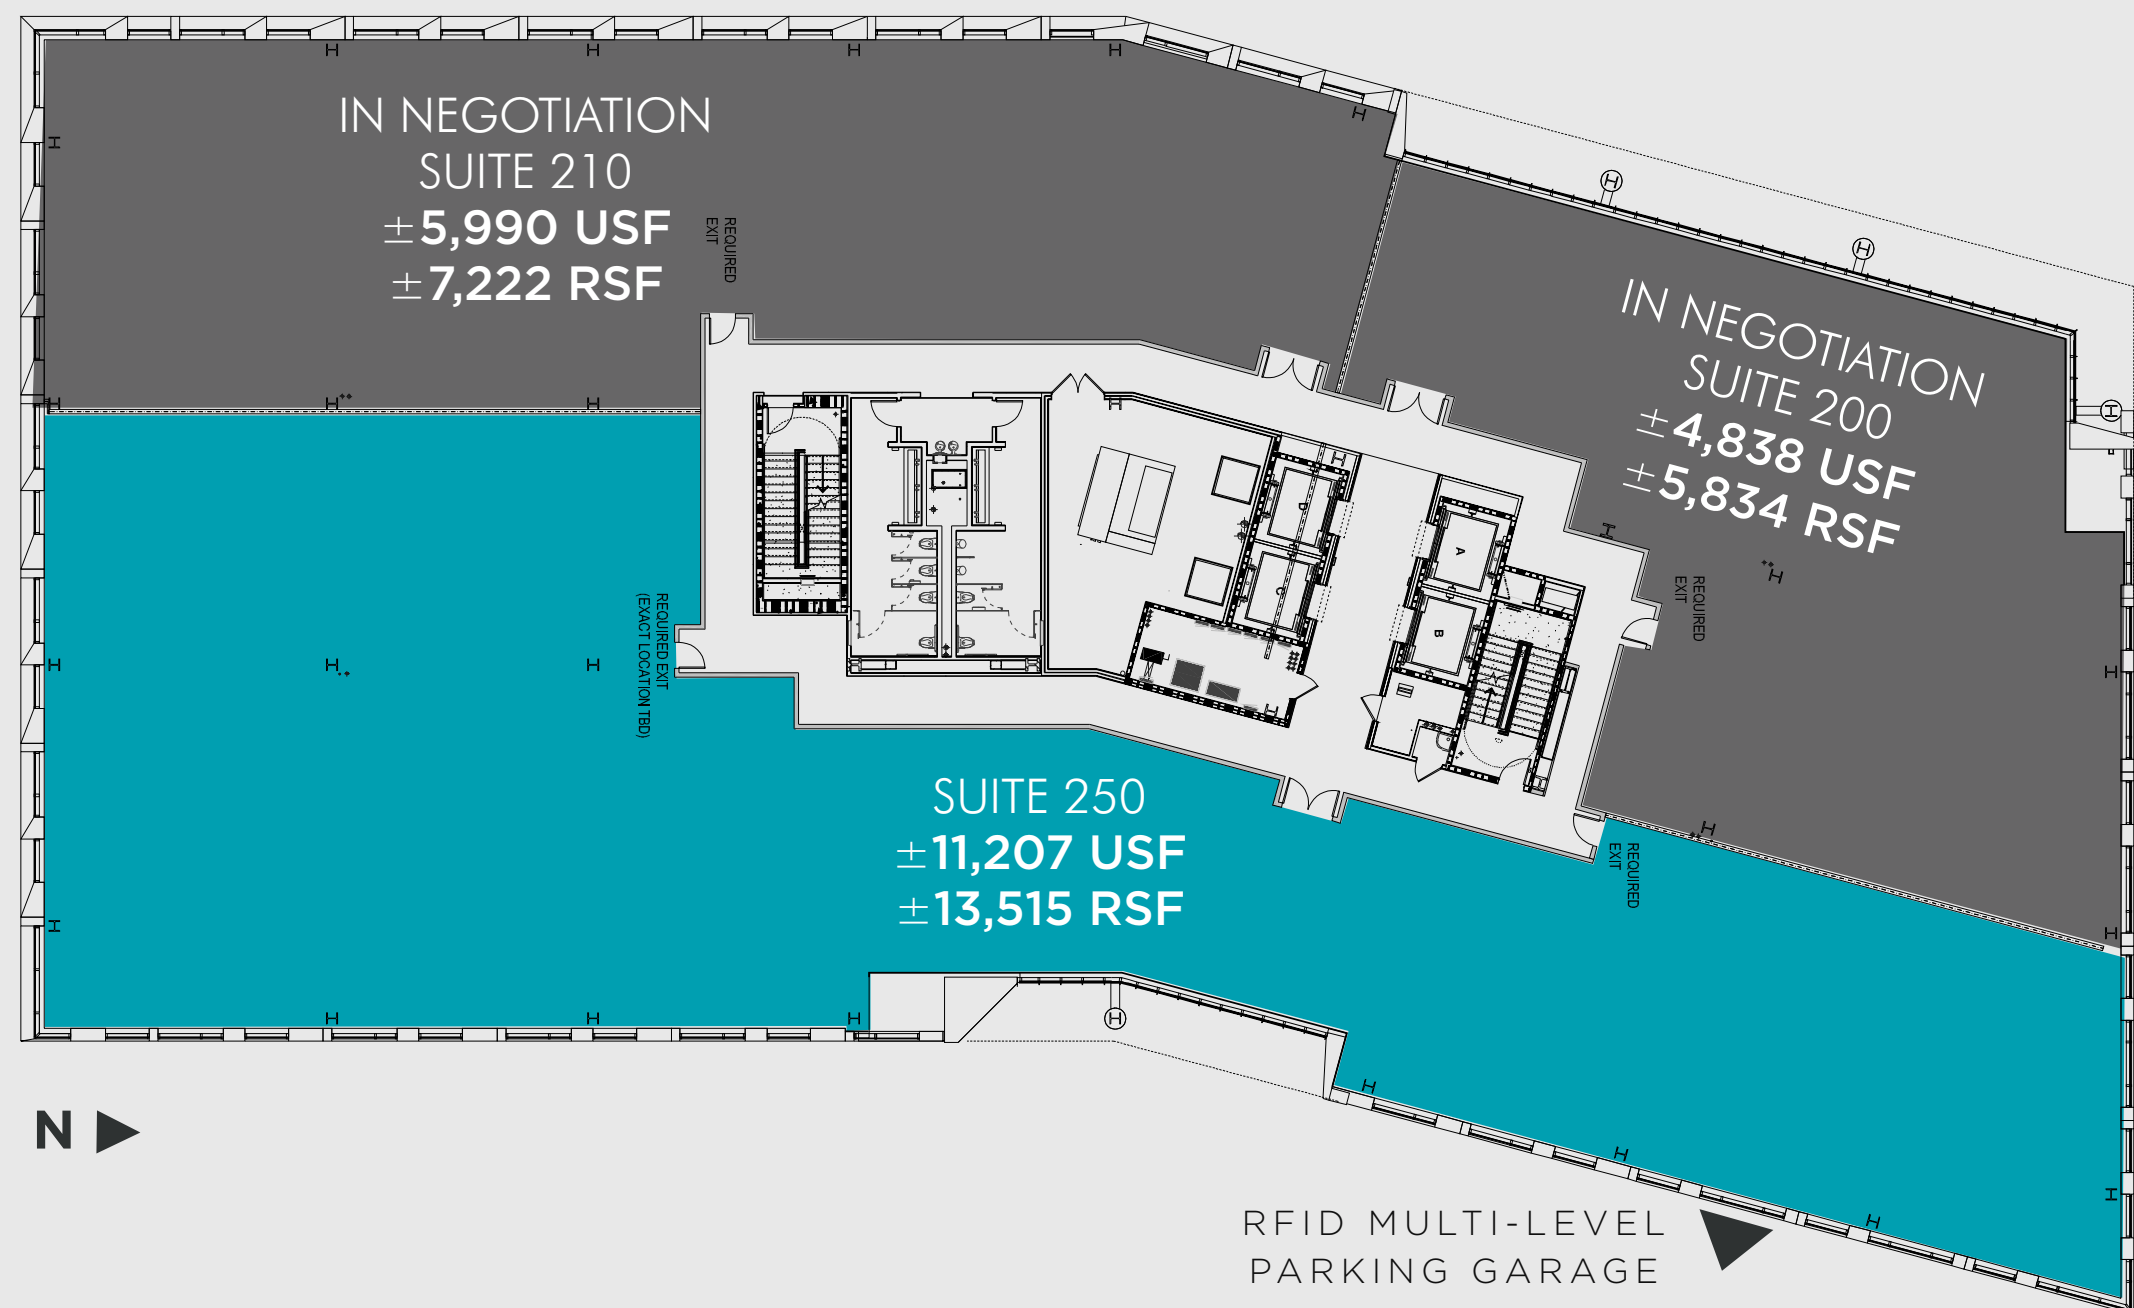 IN NEGOTIATION
SUITE 210
±5,990 USF
±7,222 RSF
REQUIRED
EXIT
IN NEGOTIATION
SUITE 200
±4,838 USF
±5,834 RSF
D
C
A
B
REQUIRED
EXIT
REQUIRED EXIT
(EXACT LOCATION TBD)
SUITE 250
±11,207 USF
±13,515 RSF
REQUIRED
EXIT
N
RFID MULTI-LEVEL
PARKING GARAGE